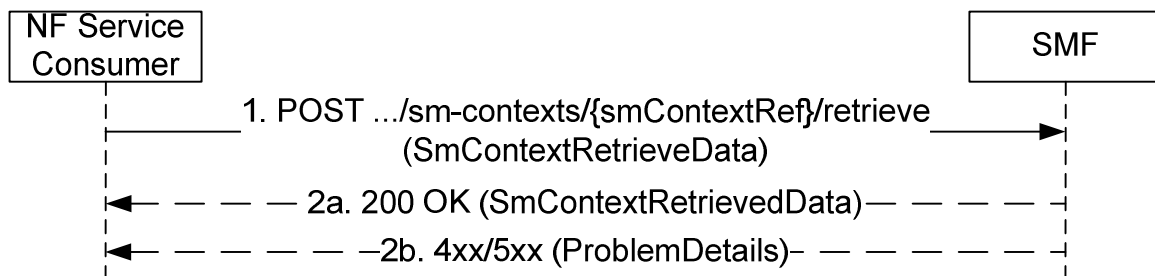 NF Service
Consumer
SMF
1. POST .../sm-contexts/{smContextRef}/retrieve
(SmContextRetrieveData)
2a. 200 OK (SmContextRetrievedData)
2b. 4xx/5xx (ProblemDetails)